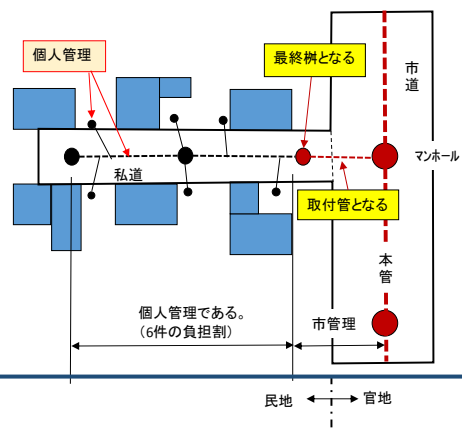 個人管理
最終桝となる
市道
マンホール
私道
取付管となる
本管
個人管理である。
（6件の負担割）
市管理
民地
官地